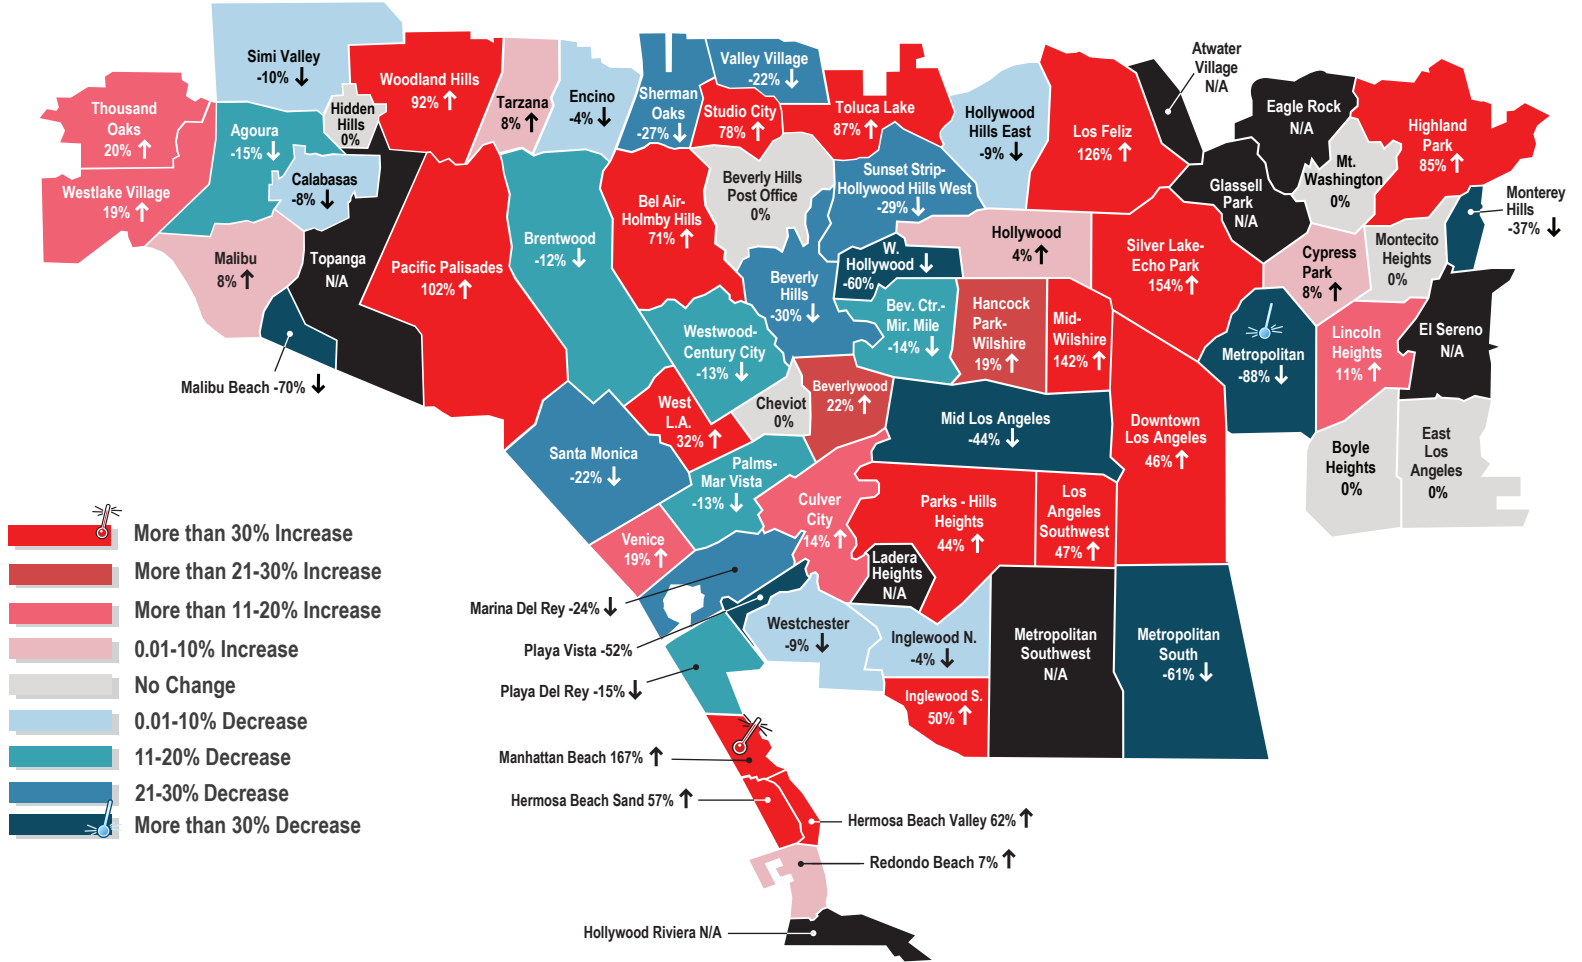 Simi Valley
-10%
Hidden
Hills
0%
Woodland Hills
92%
Tarzana
8%
Encino
-4%
Sherman
Oaks
-27%
Valley Village
-22%
Studio City
78%
Toluca Lake
87%
Hollywood
Hills East
-9%
Los Feliz
126%
Atwater
Village
N/A
Eagle Rock
N/A
Highland
Park
85%
Mt.
Washington
0%
Glassell
Park
N/A
Monterey
Hills
-37%
Thousand
Oaks
20%
Agoura
-15%
Westlake Village
19%
Calabasas
-8%
Malibu
8%
Topanga
N/A
Malibu Beach -70%
Pacific Palisades
102%
Brentwood
-12%
Bel Air-
Holmby Hills
71%
Beverly Hills
Post Office
0%
Sunset Strip-
Hollywood Hills West
-29%
W.
Hollywood
-60%
Hollywood
4%
Silver Lake-
Echo Park
154%
Cypress
Park
8%
Montecito
Heights
0%
Beverly
Hills
-30%
Bev. Ctr.-
Mir. Mile
-14%
Hancock
Park-
Wilshire
19%
Mid-
Wilshire
142%
Metropolitan
-88%
Lincoln
Heights
11%
El Sereno
N/A
Westwood-
Century City
-13%
Cheviot
0%
Beverlywood
22%
West
L.A.
32%
Mid Los Angeles
-44%
Downtown
Los Angeles
46%
Boyle
Heights
0%
East
Los
Angeles
0%
Santa Monica
-22%
Palms-
Mar Vista
-13%
Culver
City
14%
Parks - Hills
Heights
44%
Los
Angeles
Southwest
47%
Venice
19%
Ladera
Heights
N/A
Marina Del Rey -24%
Playa Vista -52%
Playa Del Rey -15%
Westchester
-9%
Inglewood N.
-4%
Metropolitan
Southwest
N/A
Metropolitan
South
-61%
Inglewood S.
50%
Manhattan Beach 167%
Hermosa Beach Sand 57%
Hermosa Beach Valley 62%
Redondo Beach 7%
Hollywood Riviera N/A
More than 30% Increase
More than 21-30% Increase
More than 11-20% Increase
0.01-10% Increase
No Change
0.01-10% Decrease
11-20% Decrease
21-30% Decrease
More than 30% Decrease